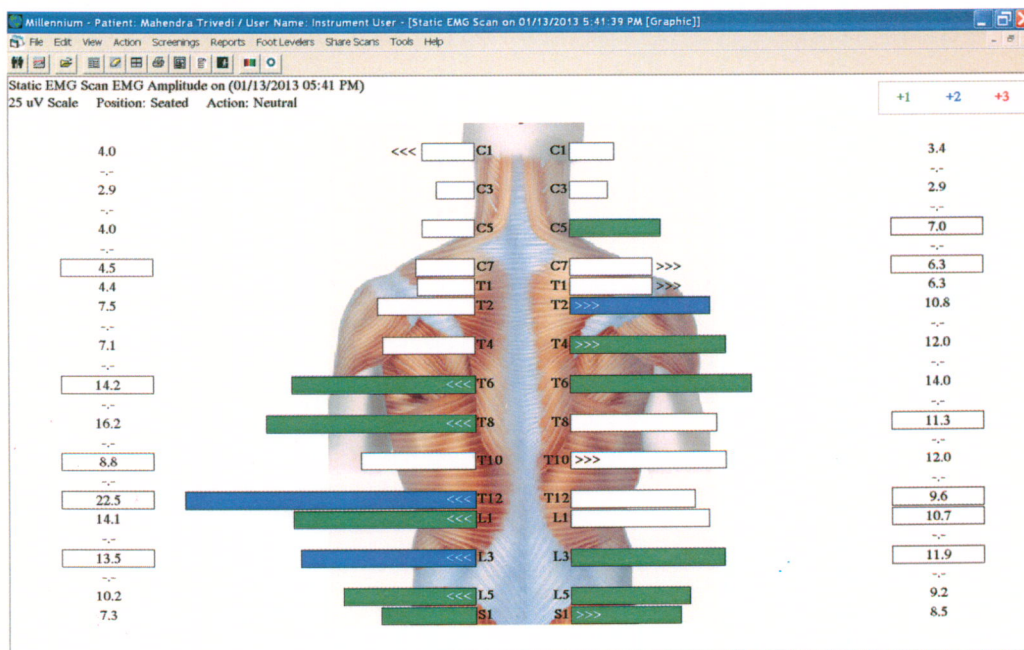 Millennium - Patient: Mahendra Trivedi / User Name: Instrument User - [Static EMG Scan on 01/13/2013 5:41:39 PM [Graphic]]
File Edit View Action Screenings Reports Foot Levelers Share Scans Tools Help
Static EMG Scan EMG Amplitude on (01/13/2013 05:41 PM)
25 uV Scale Position: Seated Action: Neutral
+1 +2 +3
4.0 <<< C1 C1 3.4
-.- -.-
2.9 C3 C3 2.9
-.- -.-
4.0 C5 C5 7.0
-.- -.-
4.5 C7 C7 >>> 6.3
4.4 T1 T1 >>> 6.3
7.5 T2 T2 >>> 10.8
-.- -.-
7.1 T4 T4 >>> 12.0
-.- -.-
14.2 <<< T6 T6 14.0
-.- -.-
16.2 <<< T8 T8 11.3
-.- -.-
8.8 T10 T10 >>> 12.0
-.- -.-
22.5 <<< T12 T12 9.6
14.1 <<< L1 L1 10.7
-.- -.-
13.5 <<< L3 L3 11.9
-.- -.-
10.2 <<< L5 L5 9.2
7.3 S1 S1 >>> 8.5